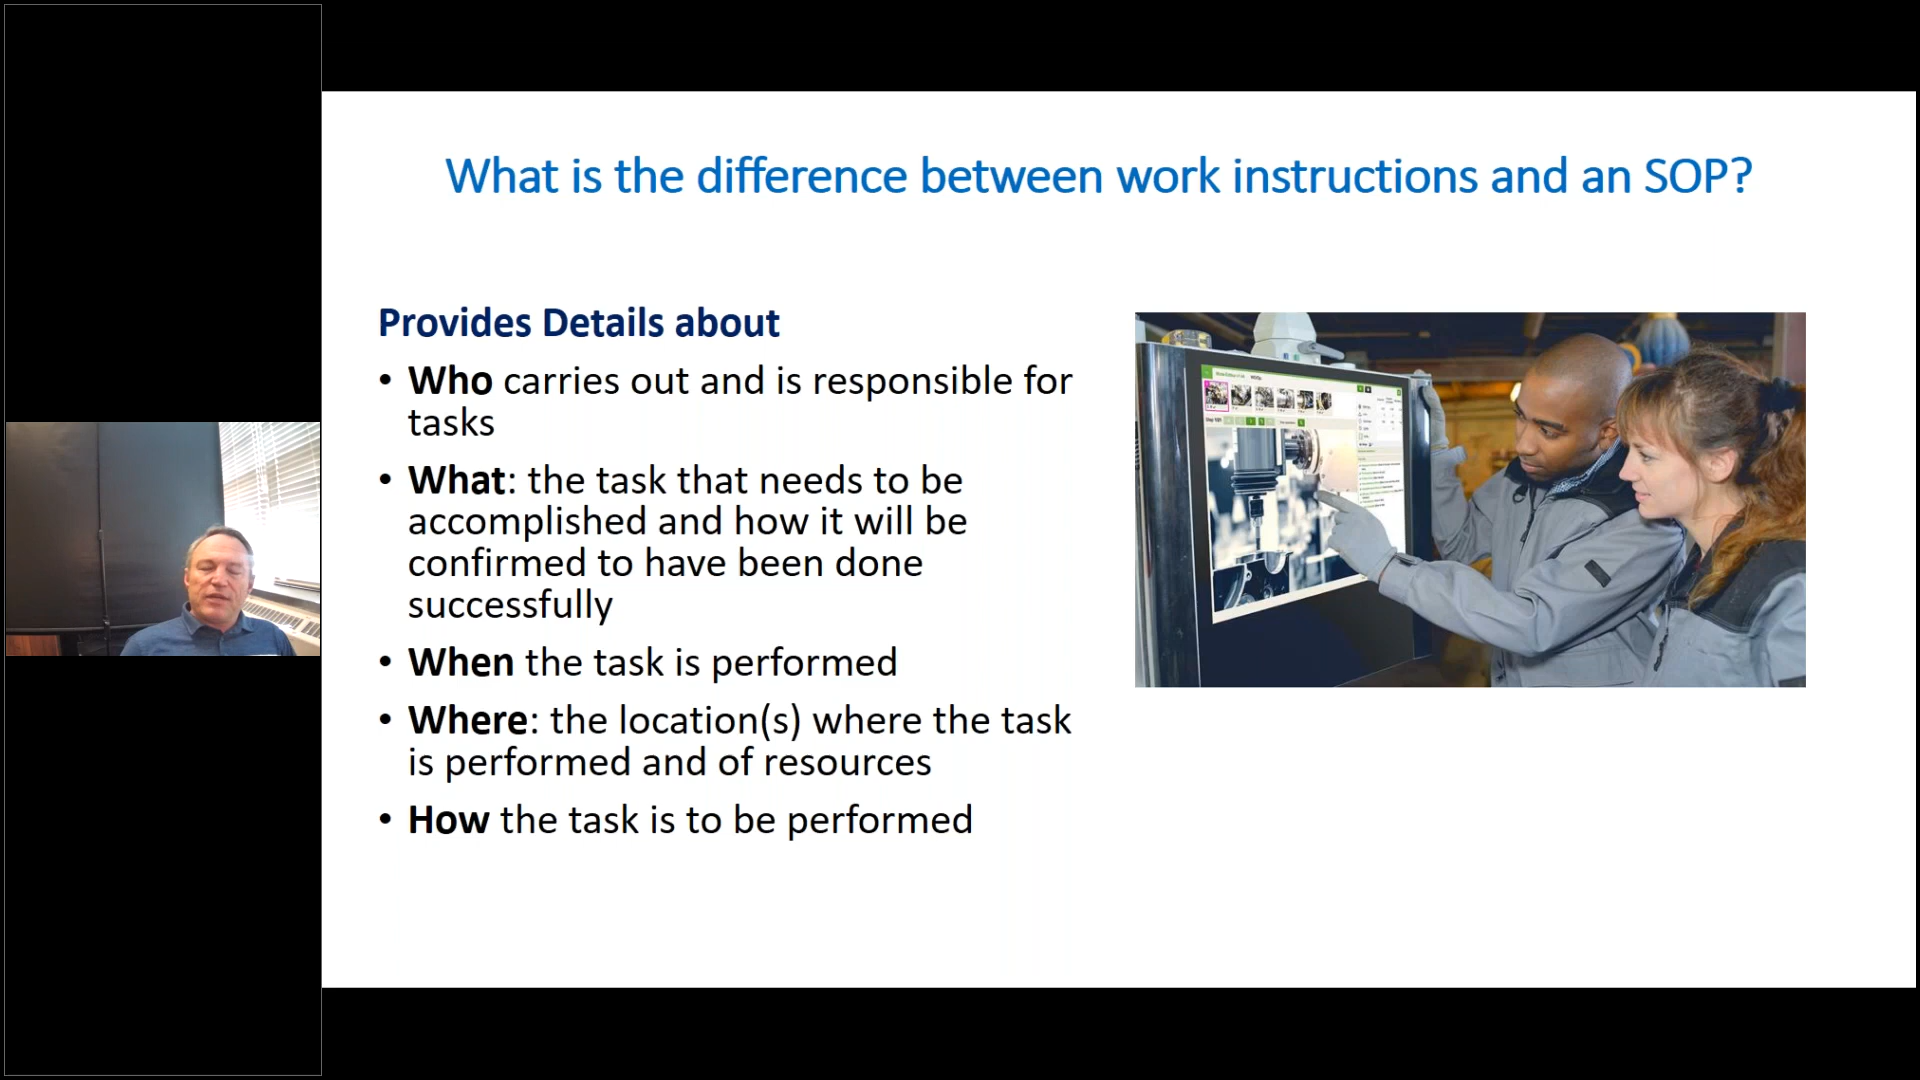 What is the difference between work instructions and an SOP?
Provides Details about
• Who carries out and is responsible for
tasks
• What: the task that needs to be
accomplished and how it will be
confirmed to have been done
successfully
• When the task is performed
• Where: the location(s) where the task
is performed and of resources
• How the task is to be performed